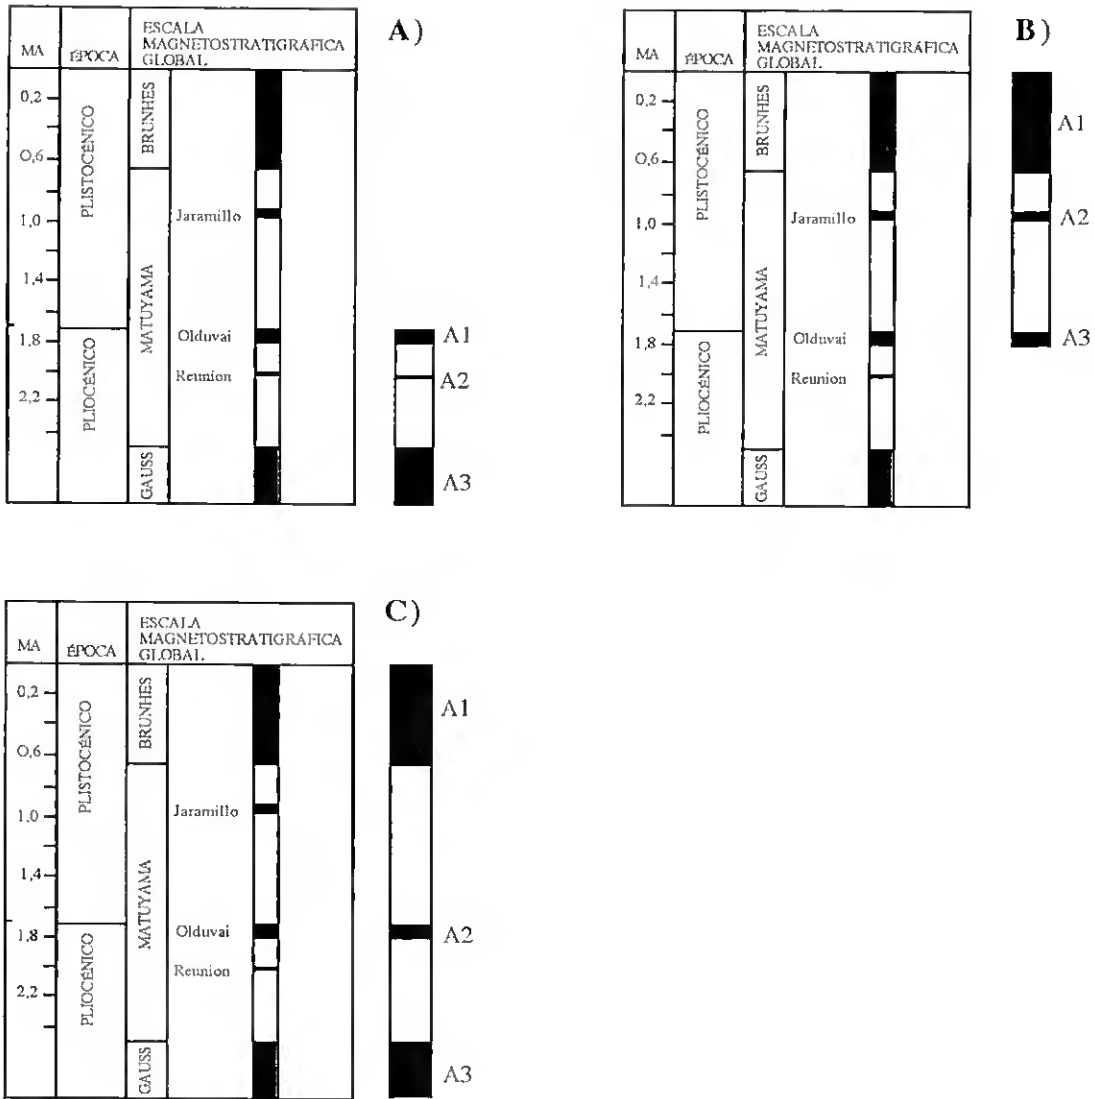 A)
MA
ÉPOCA
ESCALA
MAGNETOSTRATIGRÁFICA
GLOBAL
0,2
O,6
1,0
1,4
1,8
2,2
PLISTOCÉNICO
PLIOCÉNICO
BRUNHES
MATUYAMA
GAUSS
Jaramillo
Olduvai
Reunion
A1
A2
A3
B)
MA
ÉPOCA
ESCALA
MAGNETOSTRATIGRÁFICA
GLOBAL
0,2
O,6
1,0
1,4
1,8
2,2
PLISTOCÉNICO
PLIOCÉNICO
BRUNHES
MATUYAMA
GAUSS
Jaramillo
Olduvai
Reunion
A1
A2
A3
C)
MA
ÉPOCA
ESCALA
MAGNETOSTRATIGRÁFICA
GLOBAL
0,2
O,6
1,0
1,4
1,8
2,2
PLISTOCÉNICO
PLIOCÉNICO
BRUNHES
MATUYAMA
GAUSS
Jaramillo
Olduvai
Reunion
A1
A2
A3